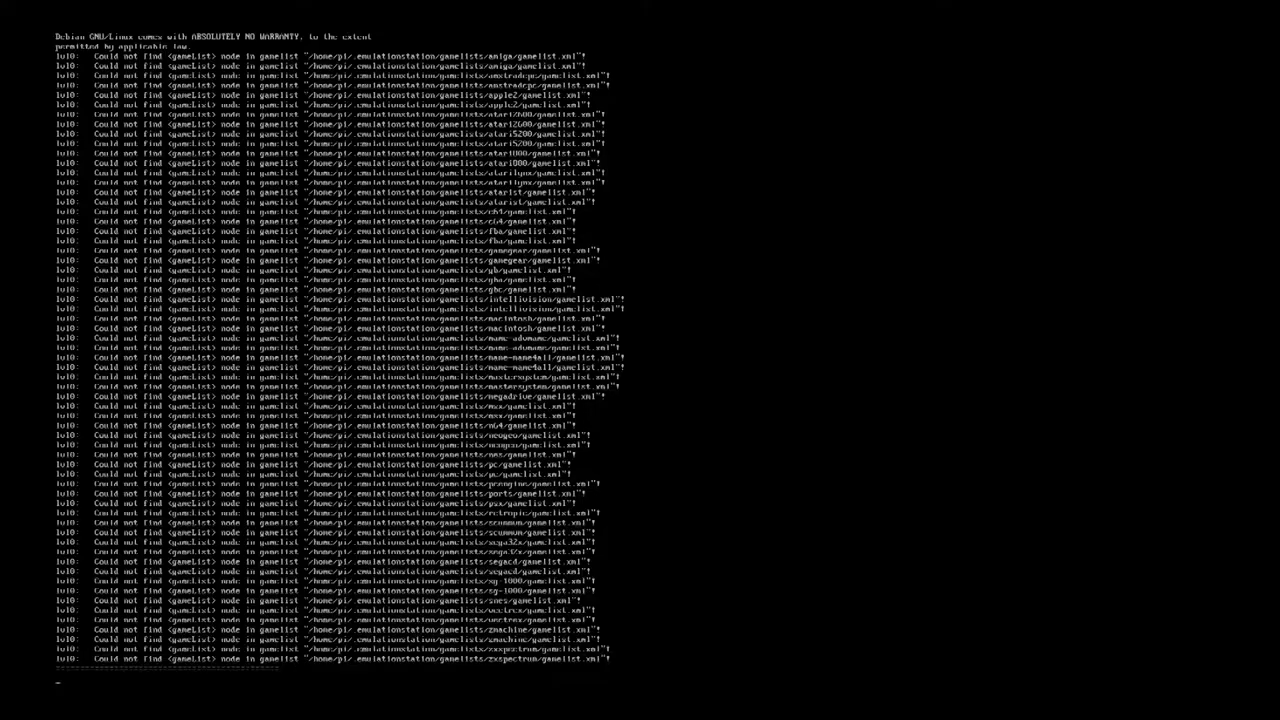 Debian GNU/Linux comes with ABSOLUTELY NO WARRANTY, to the extent
permitted by applicable law.
lvl0: Could not find <gameList> node in gamelist "/home/pi/.emulationstation/gamelists/amiga/gamelist.xml"!
lvl0: Could not find <gameList> node in gamelist "/home/pi/.emulationstation/gamelists/amiga/gamelist.xml"!
lvl0: Could not find <gameList> node in gamelist "/home/pi/.emulationstation/gamelists/amstradcpc/gamelist.xml"!
lvl0: Could not find <gameList> node in gamelist "/home/pi/.emulationstation/gamelists/amstradcpc/gamelist.xml"!
lvl0: Could not find <gameList> node in gamelist "/home/pi/.emulationstation/gamelists/apple2/gamelist.xml"!
lvl0: Could not find <gameList> node in gamelist "/home/pi/.emulationstation/gamelists/apple2/gamelist.xml"!
lvl0: Could not find <gameList> node in gamelist "/home/pi/.emulationstation/gamelists/atari2600/gamelist.xml"!
lvl0: Could not find <gameList> node in gamelist "/home/pi/.emulationstation/gamelists/atari2600/gamelist.xml"!
lvl0: Could not find <gameList> node in gamelist "/home/pi/.emulationstation/gamelists/atari5200/gamelist.xml"!
lvl0: Could not find <gameList> node in gamelist "/home/pi/.emulationstation/gamelists/atari5200/gamelist.xml"!
lvl0: Could not find <gameList> node in gamelist "/home/pi/.emulationstation/gamelists/atari800/gamelist.xml"!
lvl0: Could not find <gameList> node in gamelist "/home/pi/.emulationstation/gamelists/atari800/gamelist.xml"!
lvl0: Could not find <gameList> node in gamelist "/home/pi/.emulationstation/gamelists/atarilynx/gamelist.xml"!
lvl0: Could not find <gameList> node in gamelist "/home/pi/.emulationstation/gamelists/atarilynx/gamelist.xml"!
lvl0: Could not find <gameList> node in gamelist "/home/pi/.emulationstation/gamelists/atarist/gamelist.xml"!
lvl0: Could not find <gameList> node in gamelist "/home/pi/.emulationstation/gamelists/atarist/gamelist.xml"!
lvl0: Could not find <gameList> node in gamelist "/home/pi/.emulationstation/gamelists/c64/gamelist.xml"!
lvl0: Could not find <gameList> node in gamelist "/home/pi/.emulationstation/gamelists/c64/gamelist.xml"!
lvl0: Could not find <gameList> node in gamelist "/home/pi/.emulationstation/gamelists/fba/gamelist.xml"!
lvl0: Could not find <gameList> node in gamelist "/home/pi/.emulationstation/gamelists/fba/gamelist.xml"!
lvl0: Could not find <gameList> node in gamelist "/home/pi/.emulationstation/gamelists/gamegear/gamelist.xml"!
lvl0: Could not find <gameList> node in gamelist "/home/pi/.emulationstation/gamelists/gamegear/gamelist.xml"!
lvl0: Could not find <gameList> node in gamelist "/home/pi/.emulationstation/gamelists/gb/gamelist.xml"!
lvl0: Could not find <gameList> node in gamelist "/home/pi/.emulationstation/gamelists/gba/gamelist.xml"!
lvl0: Could not find <gameList> node in gamelist "/home/pi/.emulationstation/gamelists/gbc/gamelist.xml"!
lvl0: Could not find <gameList> node in gamelist "/home/pi/.emulationstation/gamelists/intellivision/gamelist.xml"!
lvl0: Could not find <gameList> node in gamelist "/home/pi/.emulationstation/gamelists/intellivision/gamelist.xml"!
lvl0: Could not find <gameList> node in gamelist "/home/pi/.emulationstation/gamelists/macintosh/gamelist.xml"!
lvl0: Could not find <gameList> node in gamelist "/home/pi/.emulationstation/gamelists/macintosh/gamelist.xml"!
lvl0: Could not find <gameList> node in gamelist "/home/pi/.emulationstation/gamelists/mame-advmame/gamelist.xml"!
lvl0: Could not find <gameList> node in gamelist "/home/pi/.emulationstation/gamelists/mame-advmame/gamelist.xml"!
lvl0: Could not find <gameList> node in gamelist "/home/pi/.emulationstation/gamelists/mame-mame4all/gamelist.xml"!
lvl0: Could not find <gameList> node in gamelist "/home/pi/.emulationstation/gamelists/mame-mame4all/gamelist.xml"!
lvl0: Could not find <gameList> node in gamelist "/home/pi/.emulationstation/gamelists/mastersystem/gamelist.xml"!
lvl0: Could not find <gameList> node in gamelist "/home/pi/.emulationstation/gamelists/mastersystem/gamelist.xml"!
lvl0: Could not find <gameList> node in gamelist "/home/pi/.emulationstation/gamelists/megadrive/gamelist.xml"!
lvl0: Could not find <gameList> node in gamelist "/home/pi/.emulationstation/gamelists/msx/gamelist.xml"!
lvl0: Could not find <gameList> node in gamelist "/home/pi/.emulationstation/gamelists/msx/gamelist.xml"!
lvl0: Could not find <gameList> node in gamelist "/home/pi/.emulationstation/gamelists/n64/gamelist.xml"!
lvl0: Could not find <gameList> node in gamelist "/home/pi/.emulationstation/gamelists/neogeo/gamelist.xml"!
lvl0: Could not find <gameList> node in gamelist "/home/pi/.emulationstation/gamelists/neogeo/gamelist.xml"!
lvl0: Could not find <gameList> node in gamelist "/home/pi/.emulationstation/gamelists/nes/gamelist.xml"!
lvl0: Could not find <gameList> node in gamelist "/home/pi/.emulationstation/gamelists/pc/gamelist.xml"!
lvl0: Could not find <gameList> node in gamelist "/home/pi/.emulationstation/gamelists/pc/gamelist.xml"!
lvl0: Could not find <gameList> node in gamelist "/home/pi/.emulationstation/gamelists/pcengine/gamelist.xml"!
lvl0: Could not find <gameList> node in gamelist "/home/pi/.emulationstation/gamelists/ports/gamelist.xml"!
lvl0: Could not find <gameList> node in gamelist "/home/pi/.emulationstation/gamelists/psx/gamelist.xml"!
lvl0: Could not find <gameList> node in gamelist "/home/pi/.emulationstation/gamelists/retropie/gamelist.xml"!
lvl0: Could not find <gameList> node in gamelist "/home/pi/.emulationstation/gamelists/scummvm/gamelist.xml"!
lvl0: Could not find <gameList> node in gamelist "/home/pi/.emulationstation/gamelists/scummvm/gamelist.xml"!
lvl0: Could not find <gameList> node in gamelist "/home/pi/.emulationstation/gamelists/sega32x/gamelist.xml"!
lvl0: Could not find <gameList> node in gamelist "/home/pi/.emulationstation/gamelists/sega32x/gamelist.xml"!
lvl0: Could not find <gameList> node in gamelist "/home/pi/.emulationstation/gamelists/segacd/gamelist.xml"!
lvl0: Could not find <gameList> node in gamelist "/home/pi/.emulationstation/gamelists/segacd/gamelist.xml"!
lvl0: Could not find <gameList> node in gamelist "/home/pi/.emulationstation/gamelists/sg-1000/gamelist.xml"!
lvl0: Could not find <gameList> node in gamelist "/home/pi/.emulationstation/gamelists/sg-1000/gamelist.xml"!
lvl0: Could not find <gameList> node in gamelist "/home/pi/.emulationstation/gamelists/snes/gamelist.xml"!
lvl0: Could not find <gameList> node in gamelist "/home/pi/.emulationstation/gamelists/vectrex/gamelist.xml"!
lvl0: Could not find <gameList> node in gamelist "/home/pi/.emulationstation/gamelists/vectrex/gamelist.xml"!
lvl0: Could not find <gameList> node in gamelist "/home/pi/.emulationstation/gamelists/zmachine/gamelist.xml"!
lvl0: Could not find <gameList> node in gamelist "/home/pi/.emulationstation/gamelists/zmachine/gamelist.xml"!
lvl0: Could not find <gameList> node in gamelist "/home/pi/.emulationstation/gamelists/zxspectrum/gamelist.xml"!
lvl0: Could not find <gameList> node in gamelist "/home/pi/.emulationstation/gamelists/zxspectrum/gamelist.xml"!